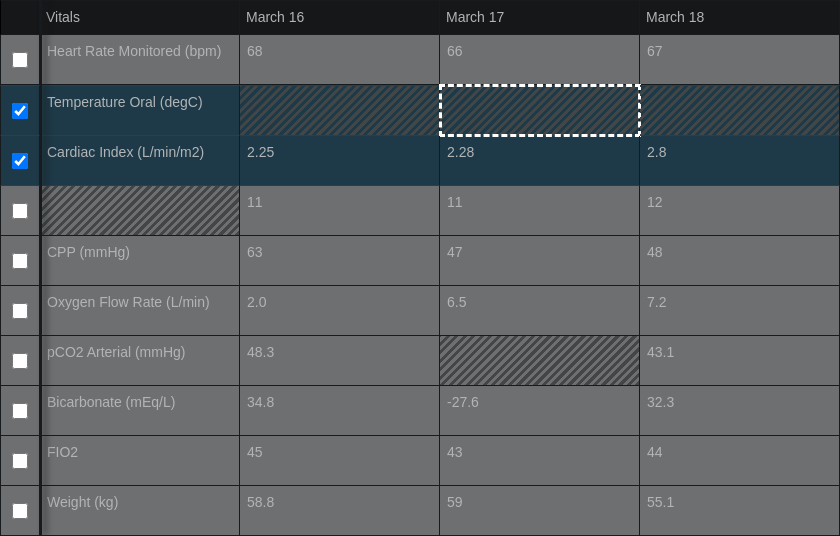 Vitals March 16 March 17 March 18
Heart Rate Monitored (bpm) 68 66 67
Temperature Oral (degC)
Cardiac Index (L/min/m2) 2.25 2.28 2.8
11 11 12
CPP (mmHg) 63 47 48
Oxygen Flow Rate (L/min) 2.0 6.5 7.2
pCO2 Arterial (mmHg) 48.3 43.1
Bicarbonate (mEq/L) 34.8 -27.6 32.3
FIO2 45 43 44
Weight (kg) 58.8 59 55.1